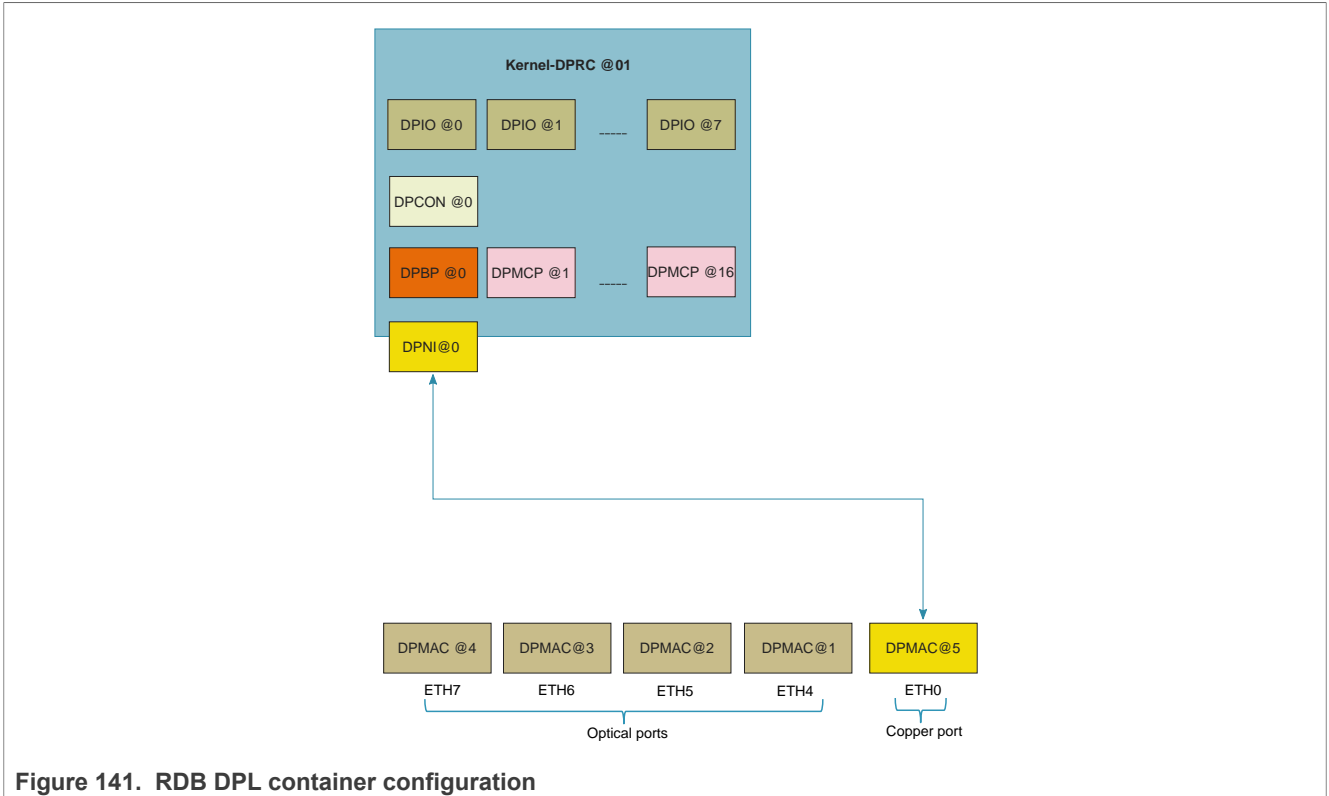 Kernel-DPRC @01
DPIO @0 DPIO @1 ----- DPIO @7
DPCON @0
DPBP @0 DPMCP @1 ----- DPMCP @16
DPNI@0
DPMAC @4 DPMAC@3 DPMAC@2 DPMAC@1 DPMAC@5
ETH7 ETH6 ETH5 ETH4 ETH0
Optical ports Copper port
Figure 141. RDB DPL container configuration